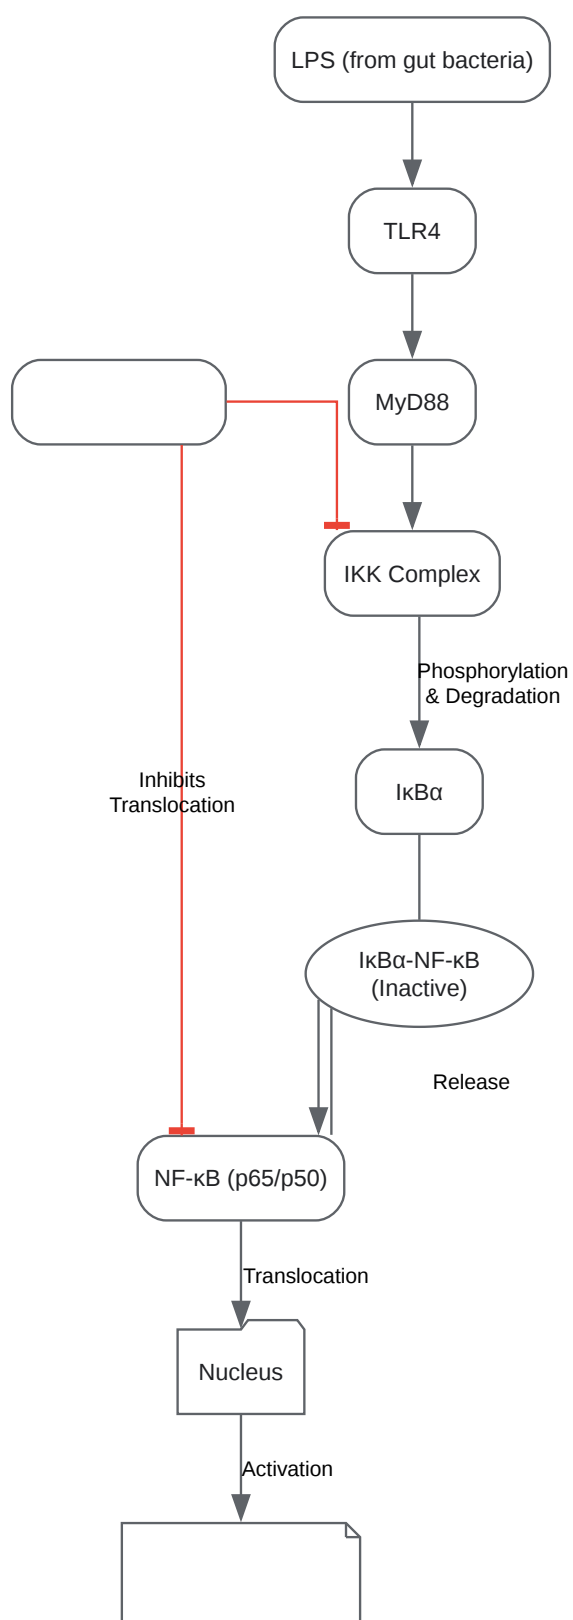 LPS (from gut bacteria)
TLR4
MyD88
IKK Complex
Phosphorylation
& Degradation
IκBα
Inhibits
Translocation
IκBα-NF-κB
(Inactive)
Release
NF-κB (p65/p50)
Translocation
Nucleus
Activation